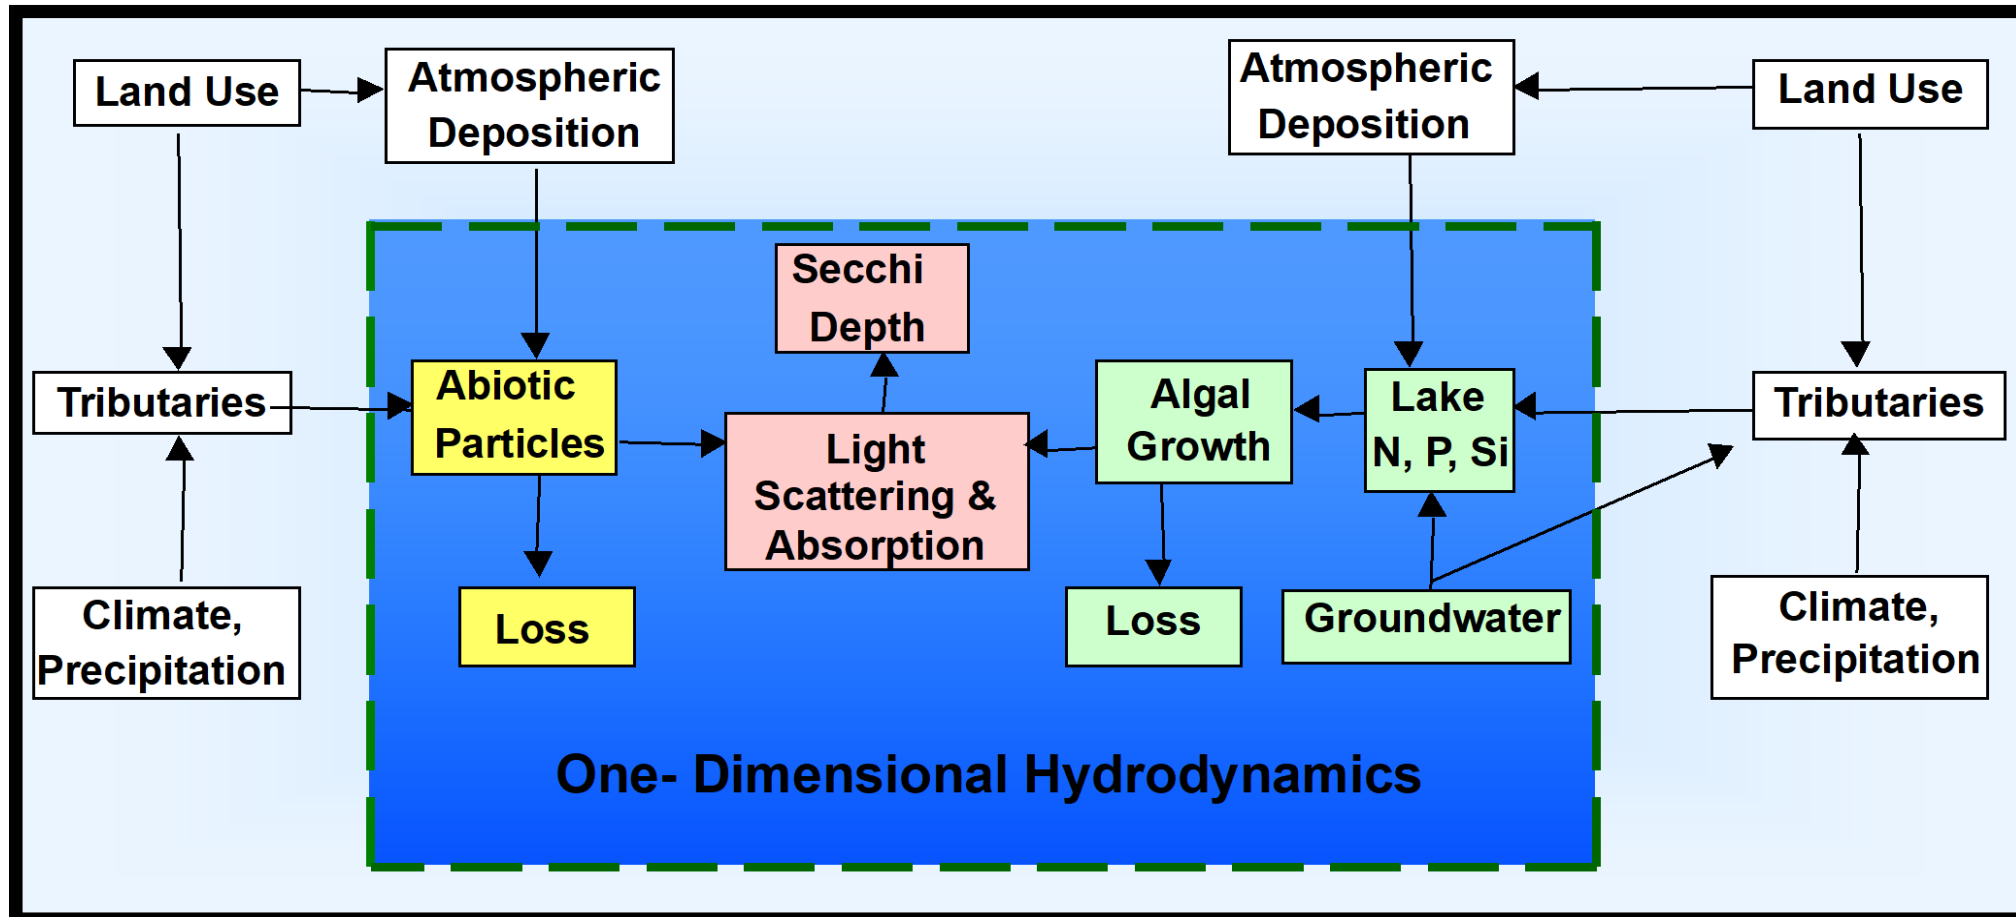 Land Use
Atmospheric
Deposition
Atmospheric
Deposition
Land Use
Secchi
Depth
Tributaries
Abiotic
Particles
Light
Scattering &
Absorption
Algal
Growth
Lake
N, P, Si
Tributaries
Climate,
Precipitation
Loss
Loss
Groundwater
Climate,
Precipitation
One- Dimensional Hydrodynamics